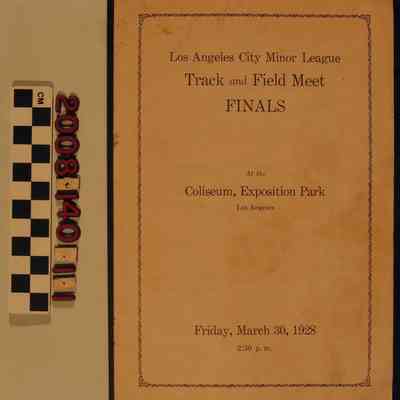 Los Angeles City Minor League
Track and Field Meet
FINALS
At the
Coliseum, Exposition Park
Los Angeles
Friday, March 30, 1928
2:30 p. m.
CM
2008·140·11